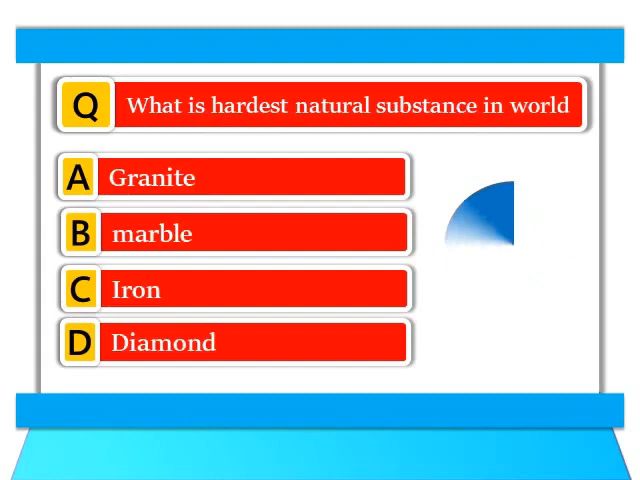 Q What is hardest natural substance in world
A Granite
B marble
C Iron
D Diamond